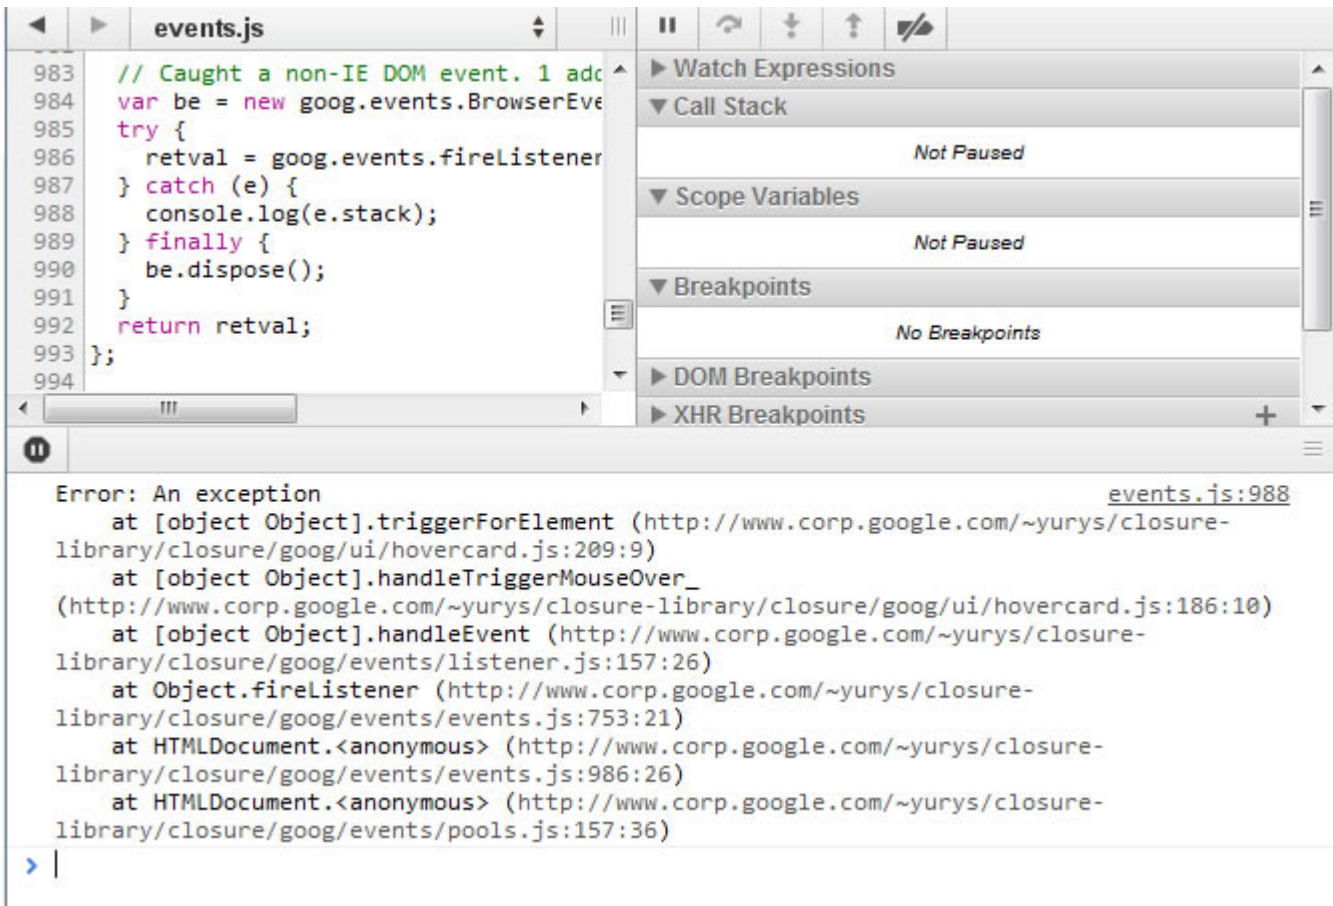 events.js
983 // Caught a non-IE DOM event. 1 add
984 var be = new goog.events.BrowserEve
985 try {
986 retval = goog.events.fireListener
987 } catch (e) {
988 console.log(e.stack);
989 } finally {
990 be.dispose();
991 }
992 return retval;
993 };
994
Watch Expressions
Call Stack
Not Paused
Scope Variables
Not Paused
Breakpoints
No Breakpoints
DOM Breakpoints
XHR Breakpoints +
Error: An exception events.js:988
at [object Object].triggerForElement (http://www.corp.google.com/~yurys/closure-
library/closure/goog/ui/hovercard.js:209:9)
at [object Object].handleTriggerMouseOver_
(http://www.corp.google.com/~yurys/closure-library/closure/goog/ui/hovercard.js:186:10)
at [object Object].handleEvent (http://www.corp.google.com/~yurys/closure-
library/closure/goog/events/listener.js:157:26)
at Object.fireListener (http://www.corp.google.com/~yurys/closure-
library/closure/goog/events/events.js:753:21)
at HTMLDocument.<anonymous> (http://www.corp.google.com/~yurys/closure-
library/closure/goog/events/events.js:986:26)
at HTMLDocument.<anonymous> (http://www.corp.google.com/~yurys/closure-
library/closure/goog/events/pools.js:157:36)
>